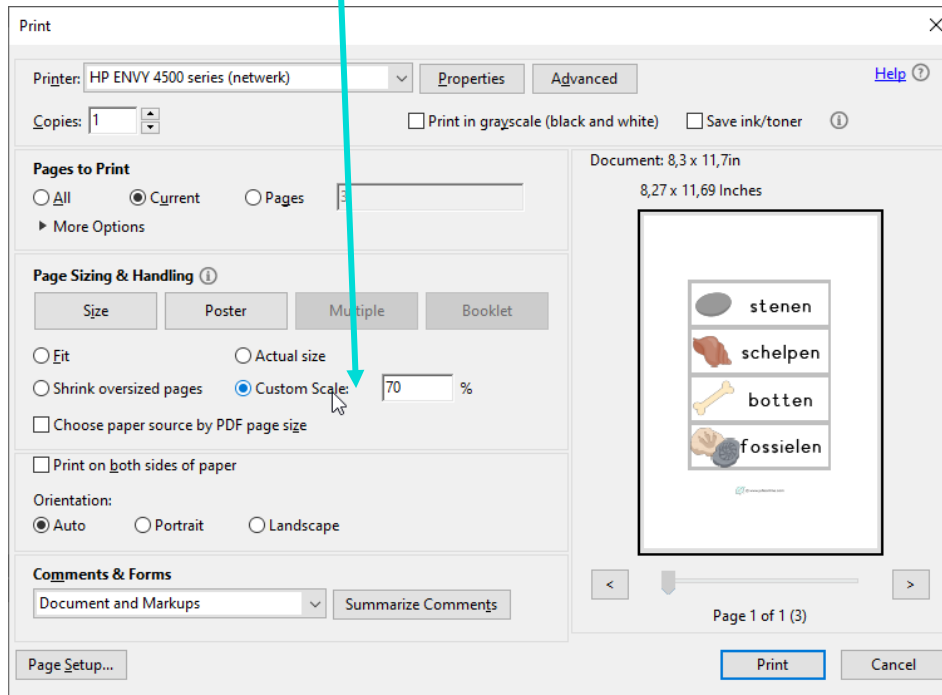 Print
Printer: HP ENVY 4500 series (netwerk) Properties Advanced Help
Copies: 1 Print in grayscale (black and white) Save ink/toner
Pages to Print
All Current Pages 3
More Options
Page Sizing & Handling
Size Poster Multiple Booklet
Fit Actual size
Shrink oversized pages Custom Scale: 70 %
Choose paper source by PDF page size
Print on both sides of paper
Orientation:
Auto Portrait Landscape
Comments & Forms
Document and Markups Summarize Comments
Document: 8,3 x 11,7in
8,27 x 11,69 Inches
stenen
schelpen
botten
fossielen
< >
Page 1 of 1 (3)
Page Setup... Print Cancel